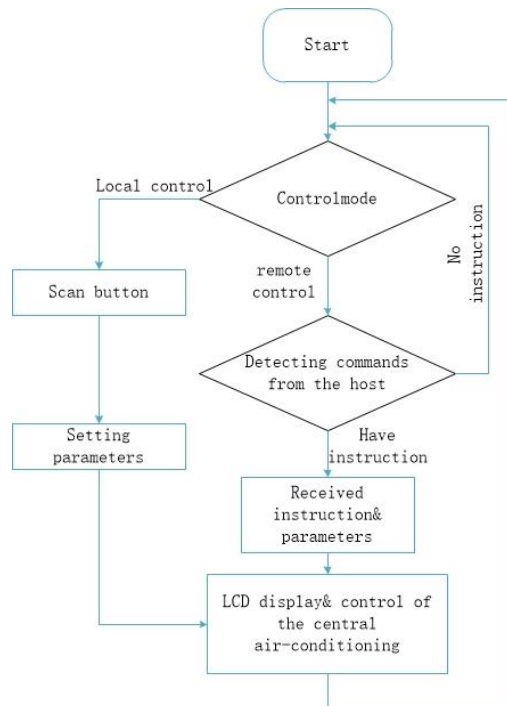 Start
Local control
Controlmode
No
instruction
Scan button
remote
control
Detecting commands
from the host
Setting
parameters
Have
instruction
Received
instruction&
parameters
LCD display& control of
the central
air-conditioning